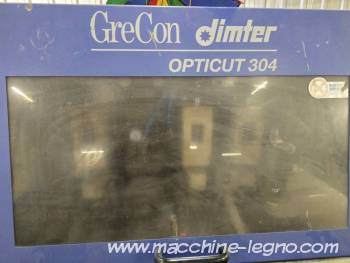 GreCon dimter
OPTICUT 304
www.macchine-legno.com